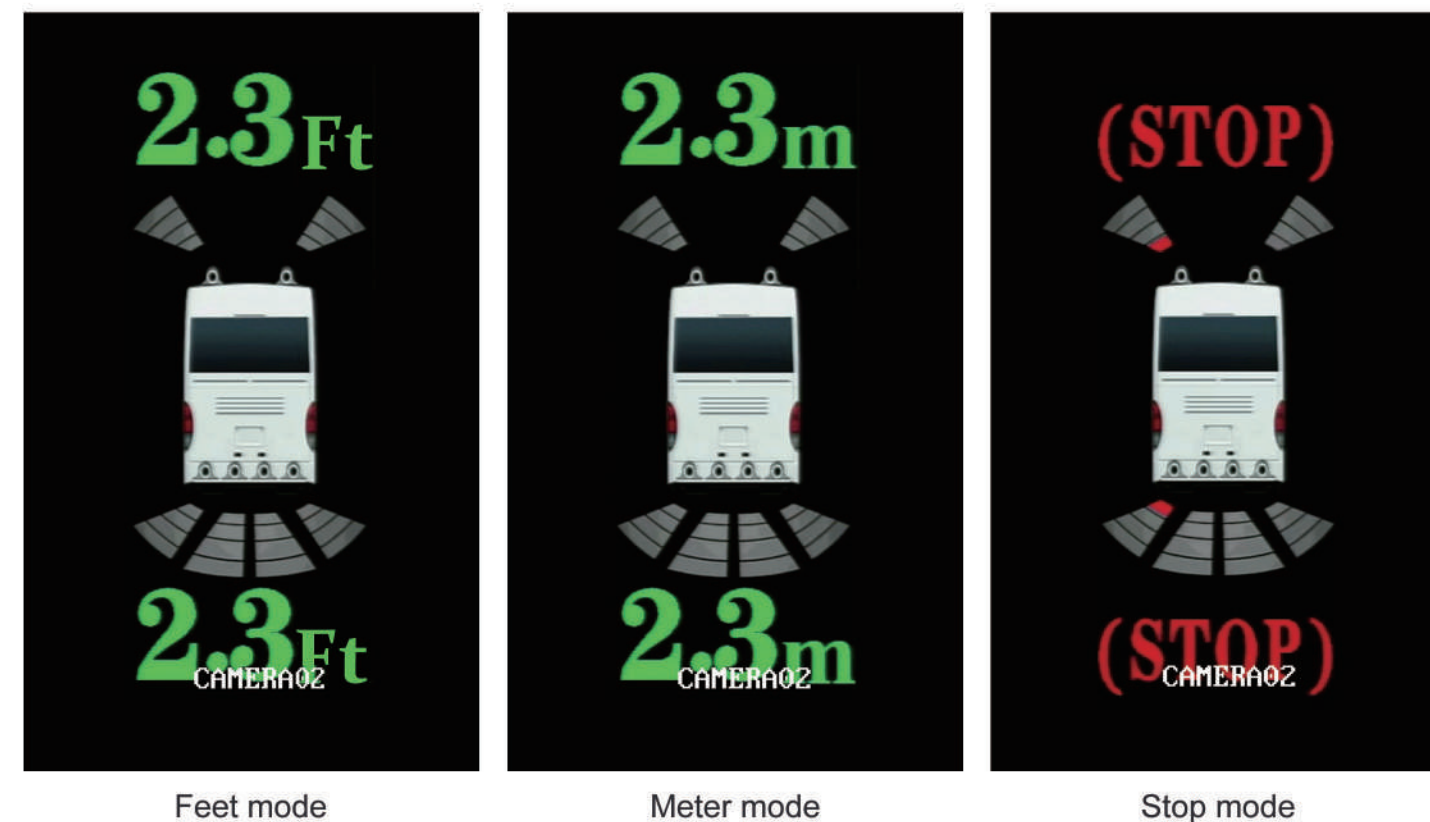 2.3Ft
2.3m
(STOP)
2.3Ft
CAMERA02
2.3m
CAMERA02
(STOP)
CAMERA02
Feet mode
Meter mode
Stop mode